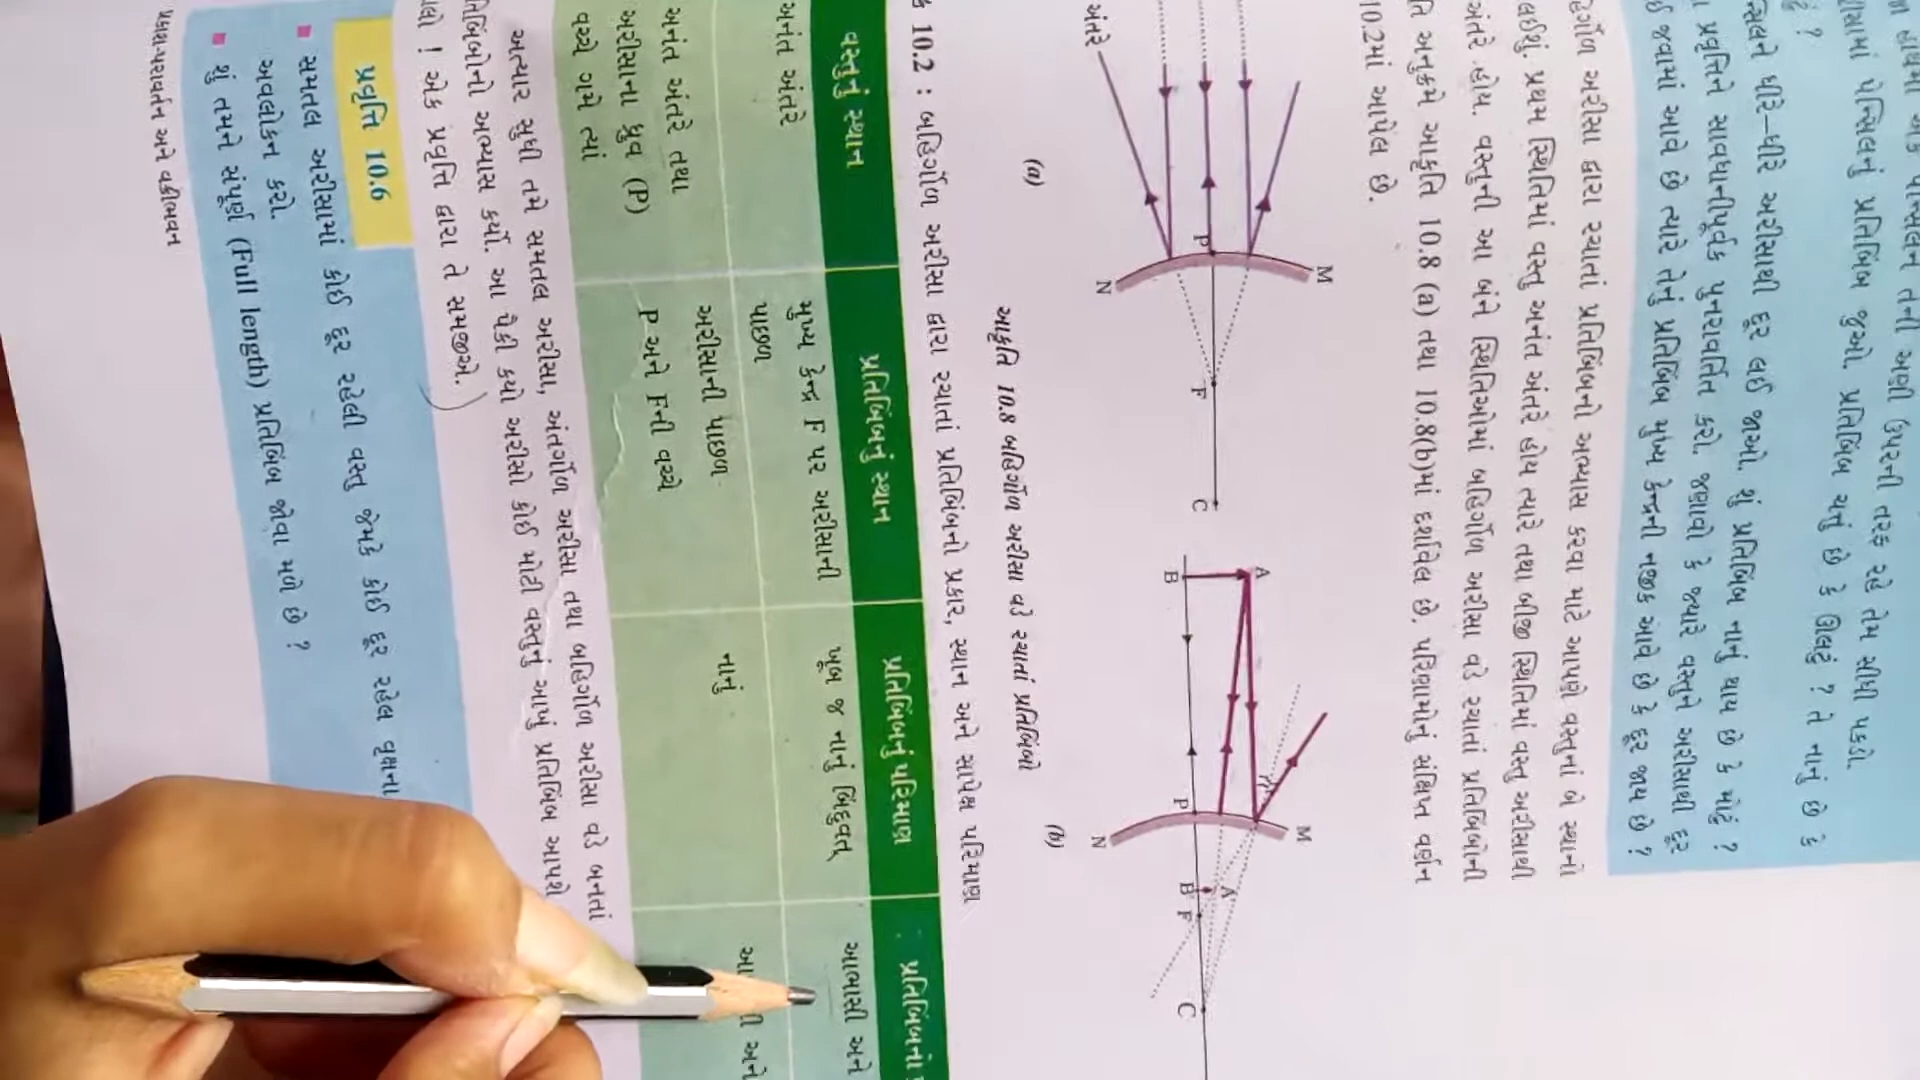 પેન્સિલનું પ્રતિબિંબ જુઓ. પ્રતિબિંબ ચત્તું છે કે ઊલટું ? તે નાનું છે કે
ધીરે-ધીરે અરીસાથી દૂર લઈ જાઓ. શું પ્રતિબિંબ નાનું થાય છે કે મોટું ?
પ્રવૃત્તિને સાવધાનીપૂર્વક પુનરાવર્તિત કરો. જણાવો કે જ્યારે વસ્તુને અરીસાથી દૂર
જવામાં આવે છે ત્યારે તેનું પ્રતિબિંબ મુખ્ય કેન્દ્રની નજીક આવે છે કે દૂર જાય છે ?
અરીસા દ્વારા રચાતાં પ્રતિબિંબનો અભ્યાસ કરવા માટે આપણે વસ્તુનાં બે સ્થાનો
લઈશું. પ્રથમ સ્થિતિમાં વસ્તુ અનંત અંતરે હોય ત્યારે તથા બીજી સ્થિતિમાં વસ્તુ અરીસાથી
અંતરે હોય. વસ્તુની આ બંને સ્થિતિઓમાં બહિર્ગોળ અરીસા વડે રચાતાં પ્રતિબિંબોની
અનુક્રમે આકૃતિ 10.8 (a) તથા 10.8(b)માં દર્શાવેલ છે. પરિણામોનું સંક્ષિપ્ત વર્ણન
10.2માં આપેલ છે.
અંતરે
M
P
F
C
N
(a)
A
B
M
P
A
B
F
C
N
(b)
આકૃતિ 10.8 બહિર્ગોળ અરીસા વડે રચાતાં પ્રતિબિંબો
10.2 : બહિર્ગોળ અરીસા દ્વારા રચાતાં પ્રતિબિંબનો પ્રકાર, સ્થાન અને સાપેક્ષ પરિમાણ
વસ્તુનું સ્થાન પ્રતિબિંબનું સ્થાન પ્રતિબિંબનું પરિમાણ પ્રતિબિંબનો
અનંત અંતરે મુખ્ય કેન્દ્ર F પર અરીસાની ખૂબ જ નાનું બિંદુવત્ આભાસી અને
પાછળ
અનંત અંતરે તથા અરીસાની પાછળ નાનું અને
અરીસાના ધ્રુવ (P) P અને Fની વચ્ચે
વચ્ચે ગમે ત્યાં
અત્યાર સુધી તમે સમતલ અરીસા, અંતર્ગોળ અરીસા તથા બહિર્ગોળ અરીસા વડે બનતાં
પ્રતિબિંબોનો અભ્યાસ કર્યો. આ પૈકી કયો અરીસો કોઈ મોટી વસ્તુનું આખું પ્રતિબિંબ આપશે
! એક પ્રવૃત્તિ દ્વારા તે સમજીએ.
પ્રવૃત્તિ 10.6
■ સમતલ અરીસામાં કોઈ દૂર રહેલી વસ્તુ જેમકે કોઈ દૂર રહેલ વૃક્ષના
અવલોકન કરો.
■ શું તમને સંપૂર્ણ (Full length) પ્રતિબિંબ જોવા મળે છે ?
પ્રકાશ-પરાવર્તન અને વક્રીભવન